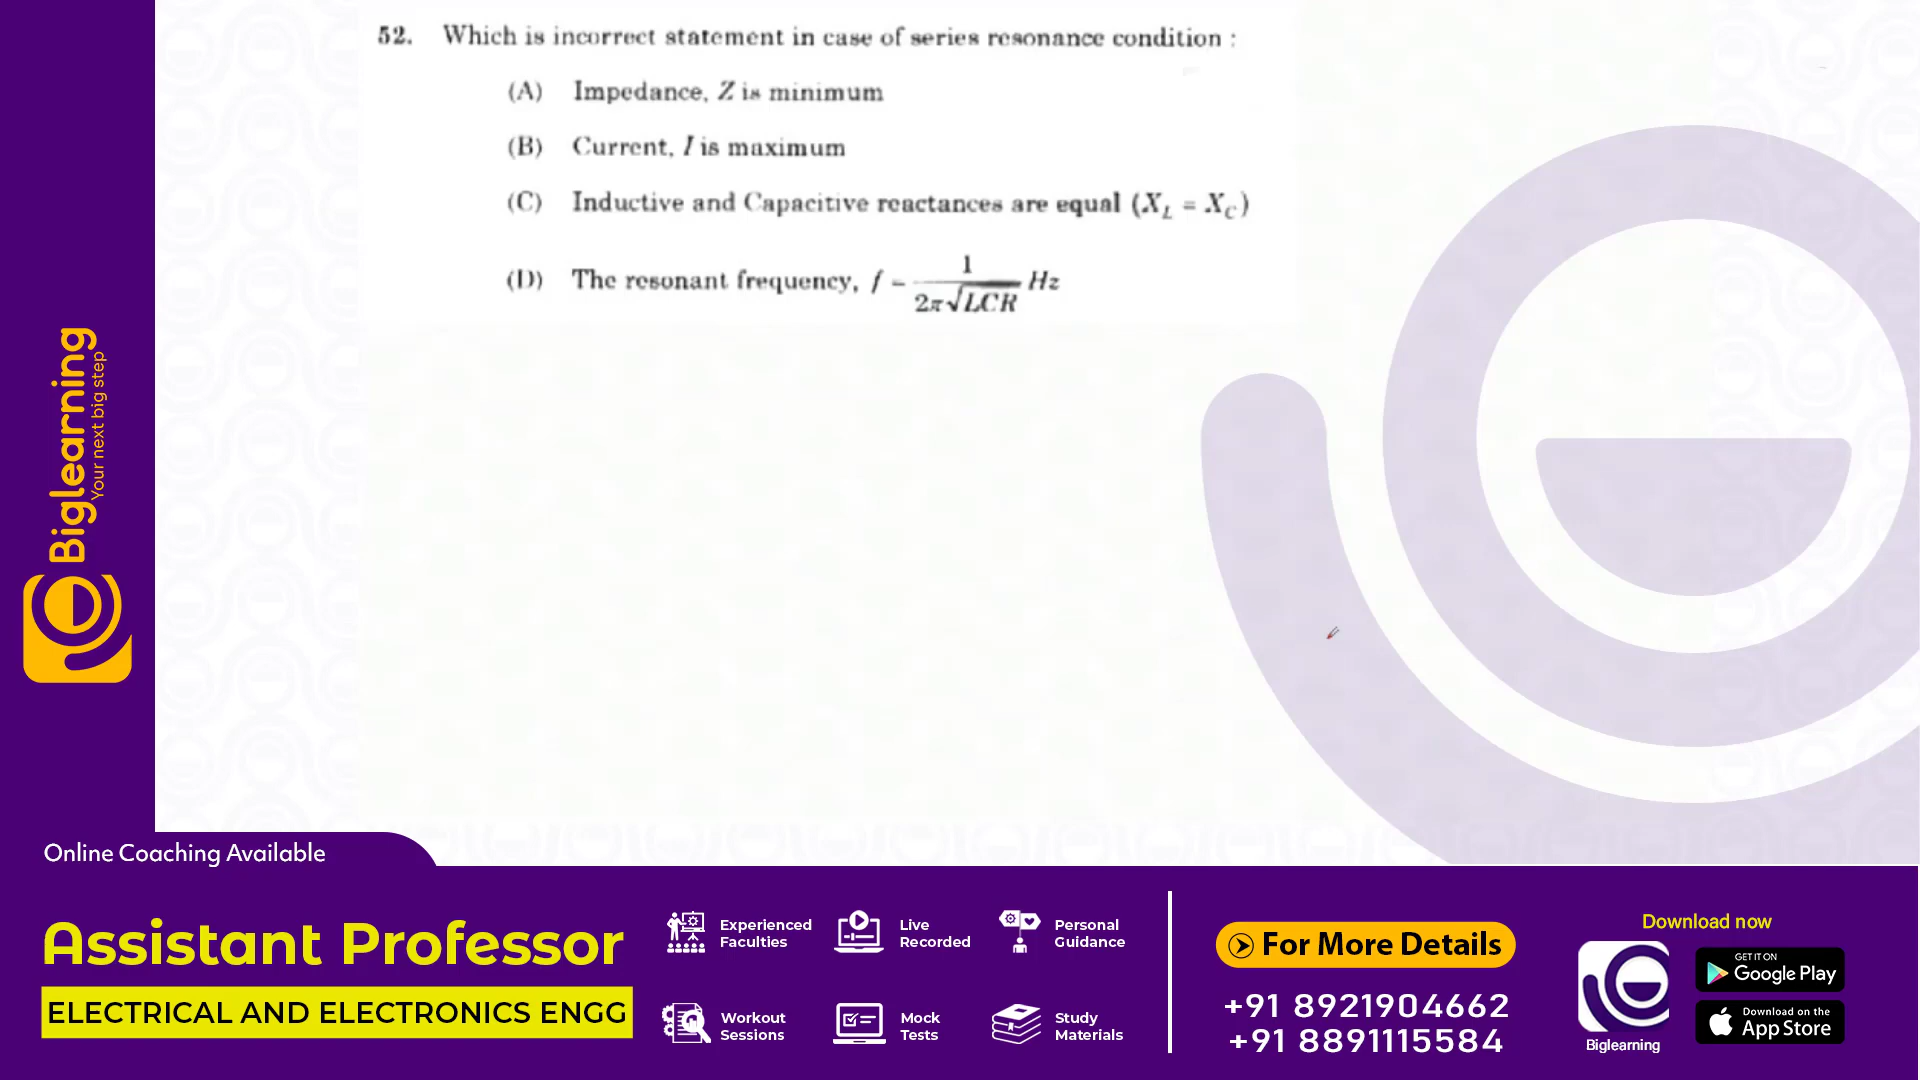 52. Which is incorrect statement in case of series resonance condition :
(A) Impedance, Z is minimum
(B) Current, I is maximum
(C) Inductive and Capacitive reactances are equal (X_L = X_C)
(D) The resonant frequency, f = 1/(2π√LCR) Hz
Biglearning
Your next big step
Online Coaching Available
Assistant Professor
ELECTRICAL AND ELECTRONICS ENGG
Experienced
Faculties
Live
Recorded
Personal
Guidance
Workout
Sessions
Mock
Tests
Study
Materials
For More Details
+91 8921904662
+91 8891115584
Download now
Biglearning
GET IT ON
Google Play
Download on the
App Store